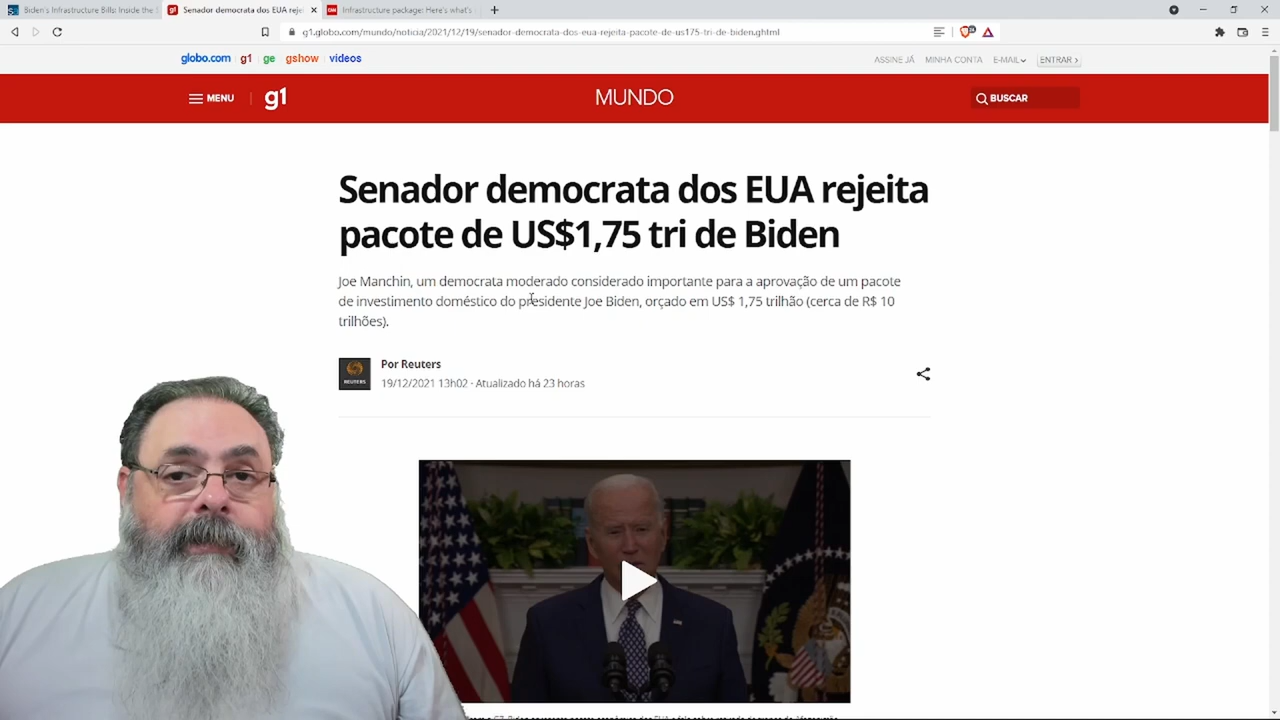 Biden's Infrastructure Bills: Inside the
Senador democrata dos EUA reje
Infrastructure package: Here's what's
g1.globo.com/mundo/noticia/2021/12/19/senador-democrata-dos-eua-rejeita-pacote-de-us175-tri-de-biden.ghtml
globo.com g1 ge gshow vídeos
ASSINE JÁ MINHA CONTA E-MAIL ENTRAR
MENU g1 MUNDO BUSCAR
Senador democrata dos EUA rejeita
pacote de US$1,75 tri de Biden
Joe Manchin, um democrata moderado considerado importante para a aprovação de um pacote
de investimento doméstico do presidente Joe Biden, orçado em US$ 1,75 trilhão (cerca de R$ 10
trilhões).
REUTERS
Por Reuters
19/12/2021 13h02 · Atualizado há 23 horas